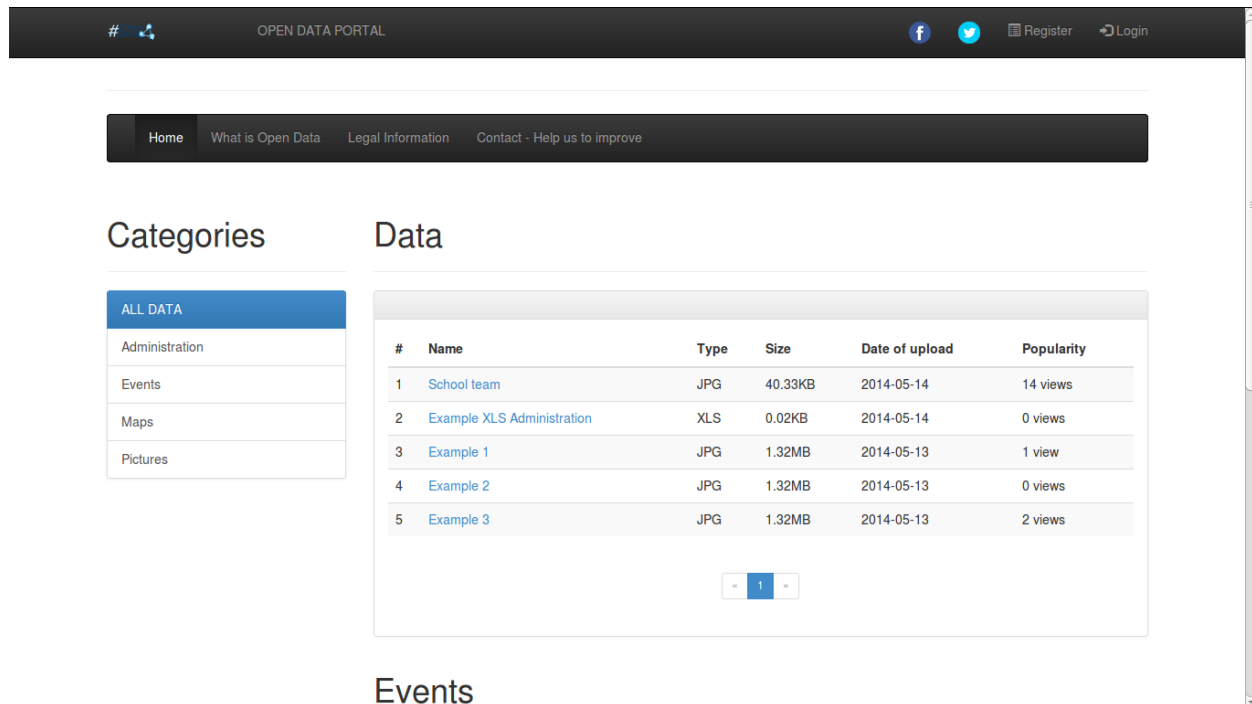 # OPEN DATA PORTAL Register Login
Home What is Open Data Legal Information Contact - Help us to improve
Categories
ALL DATA
Administration
Events
Maps
Pictures
Data
# Name Type Size Date of upload Popularity
1 School team JPG 40.33KB 2014-05-14 14 views
2 Example XLS Administration XLS 0.02KB 2014-05-14 0 views
3 Example 1 JPG 1.32MB 2014-05-13 1 view
4 Example 2 JPG 1.32MB 2014-05-13 0 views
5 Example 3 JPG 1.32MB 2014-05-13 2 views
« 1 »
Events